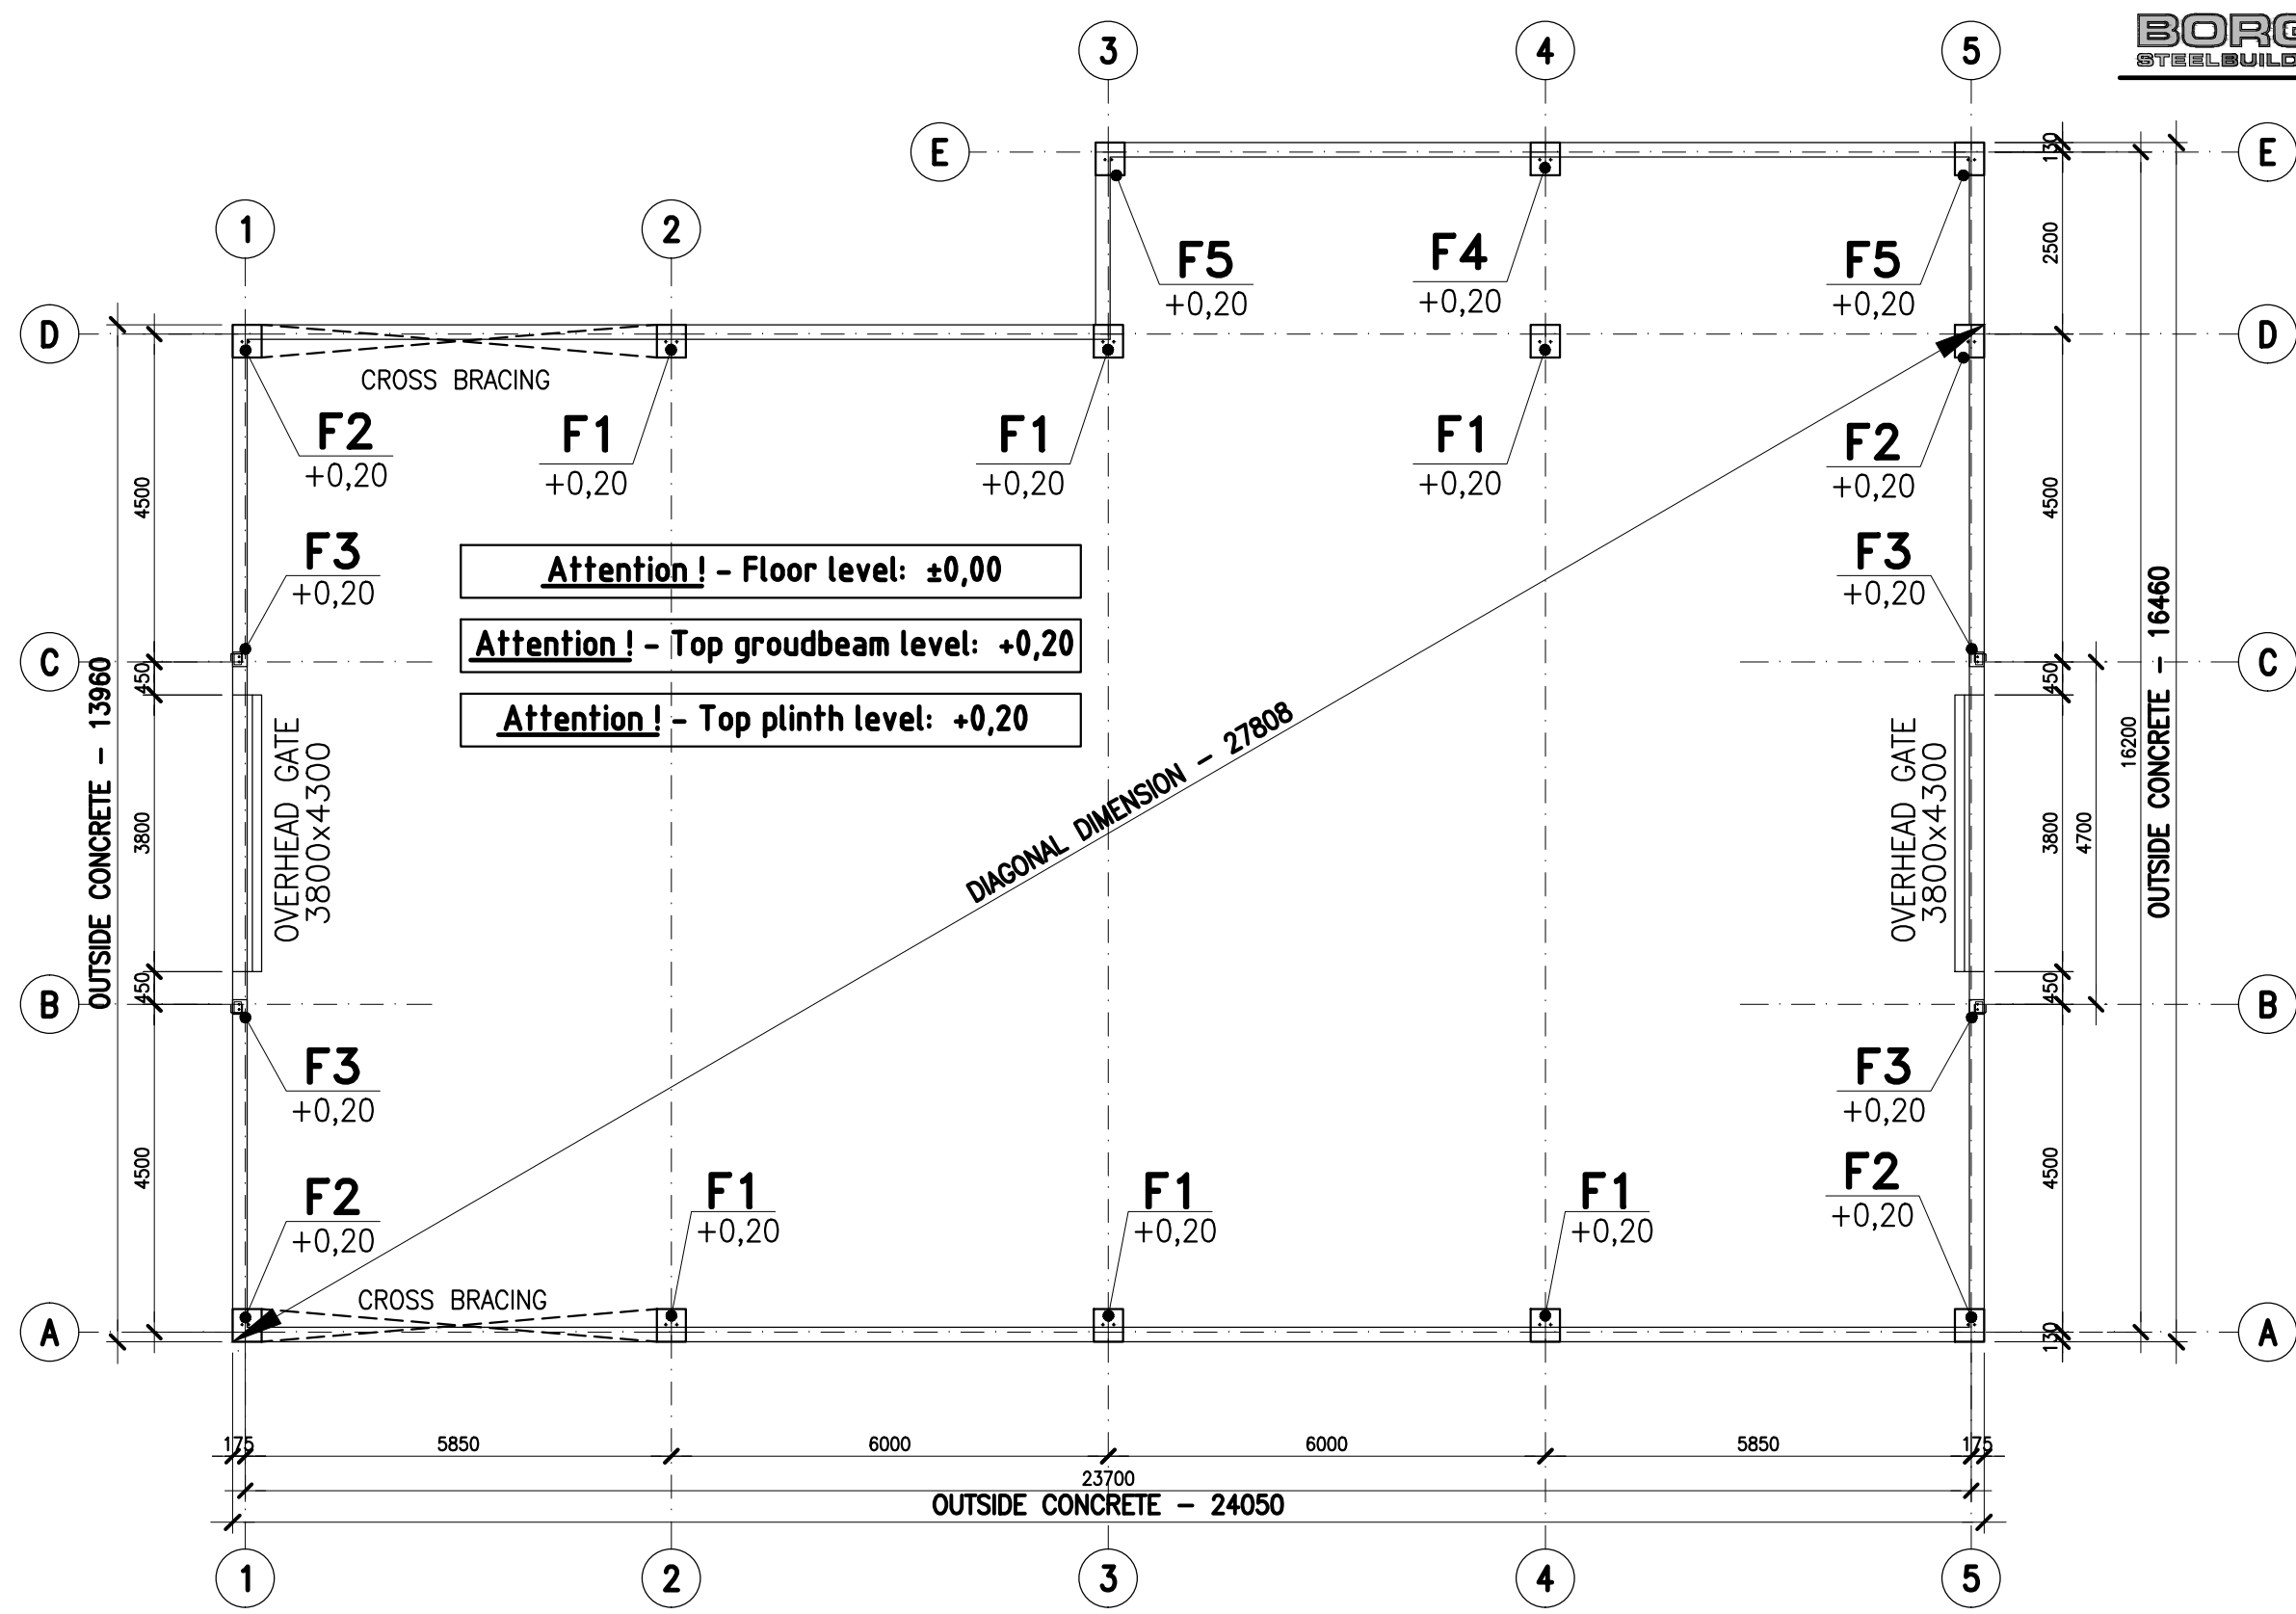 3
4
5
BORG
STEELBUILD
E
E
130
1
2
2500
F5
+0,20
F4
+0,20
F5
+0,20
D
D
CROSS BRACING
F2
+0,20
F1
+0,20
F1
+0,20
F1
+0,20
F2
+0,20
4500
4500
F3
+0,20
F3
+0,20
Attention ! - Floor level: ±0,00
Attention ! - Top groudbeam level: +0,20
Attention ! - Top plinth level: +0,20
C
C
450
450
OUTSIDE CONCRETE - 13960
OVERHEAD GATE
3800x4300
3800
DIAGONAL DIMENSION - 27808
OVERHEAD GATE
3800x4300
3800
4700
16200
OUTSIDE CONCRETE - 16460
B
B
450
450
F3
+0,20
F3
+0,20
4500
4500
F2
+0,20
F1
+0,20
F1
+0,20
F1
+0,20
F2
+0,20
CROSS BRACING
A
A
130
175
5850
6000
6000
5850
175
23700
OUTSIDE CONCRETE - 24050
1
2
3
4
5